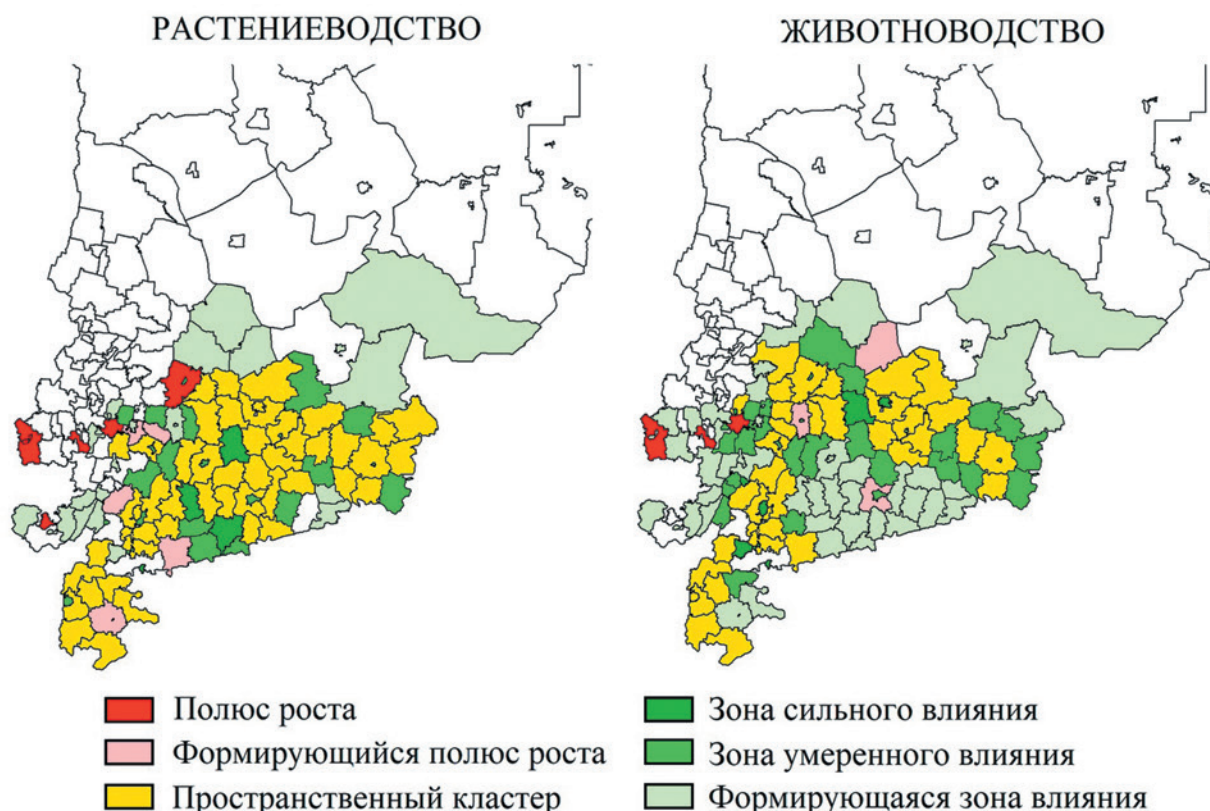 РАСТЕНИЕВОДСТВО
ЖИВОТНОВОДСТВО
Полюс роста
Формирующийся полюс роста
Пространственный кластер
Зона сильного влияния
Зона умеренного влияния
Формирующаяся зона влияния